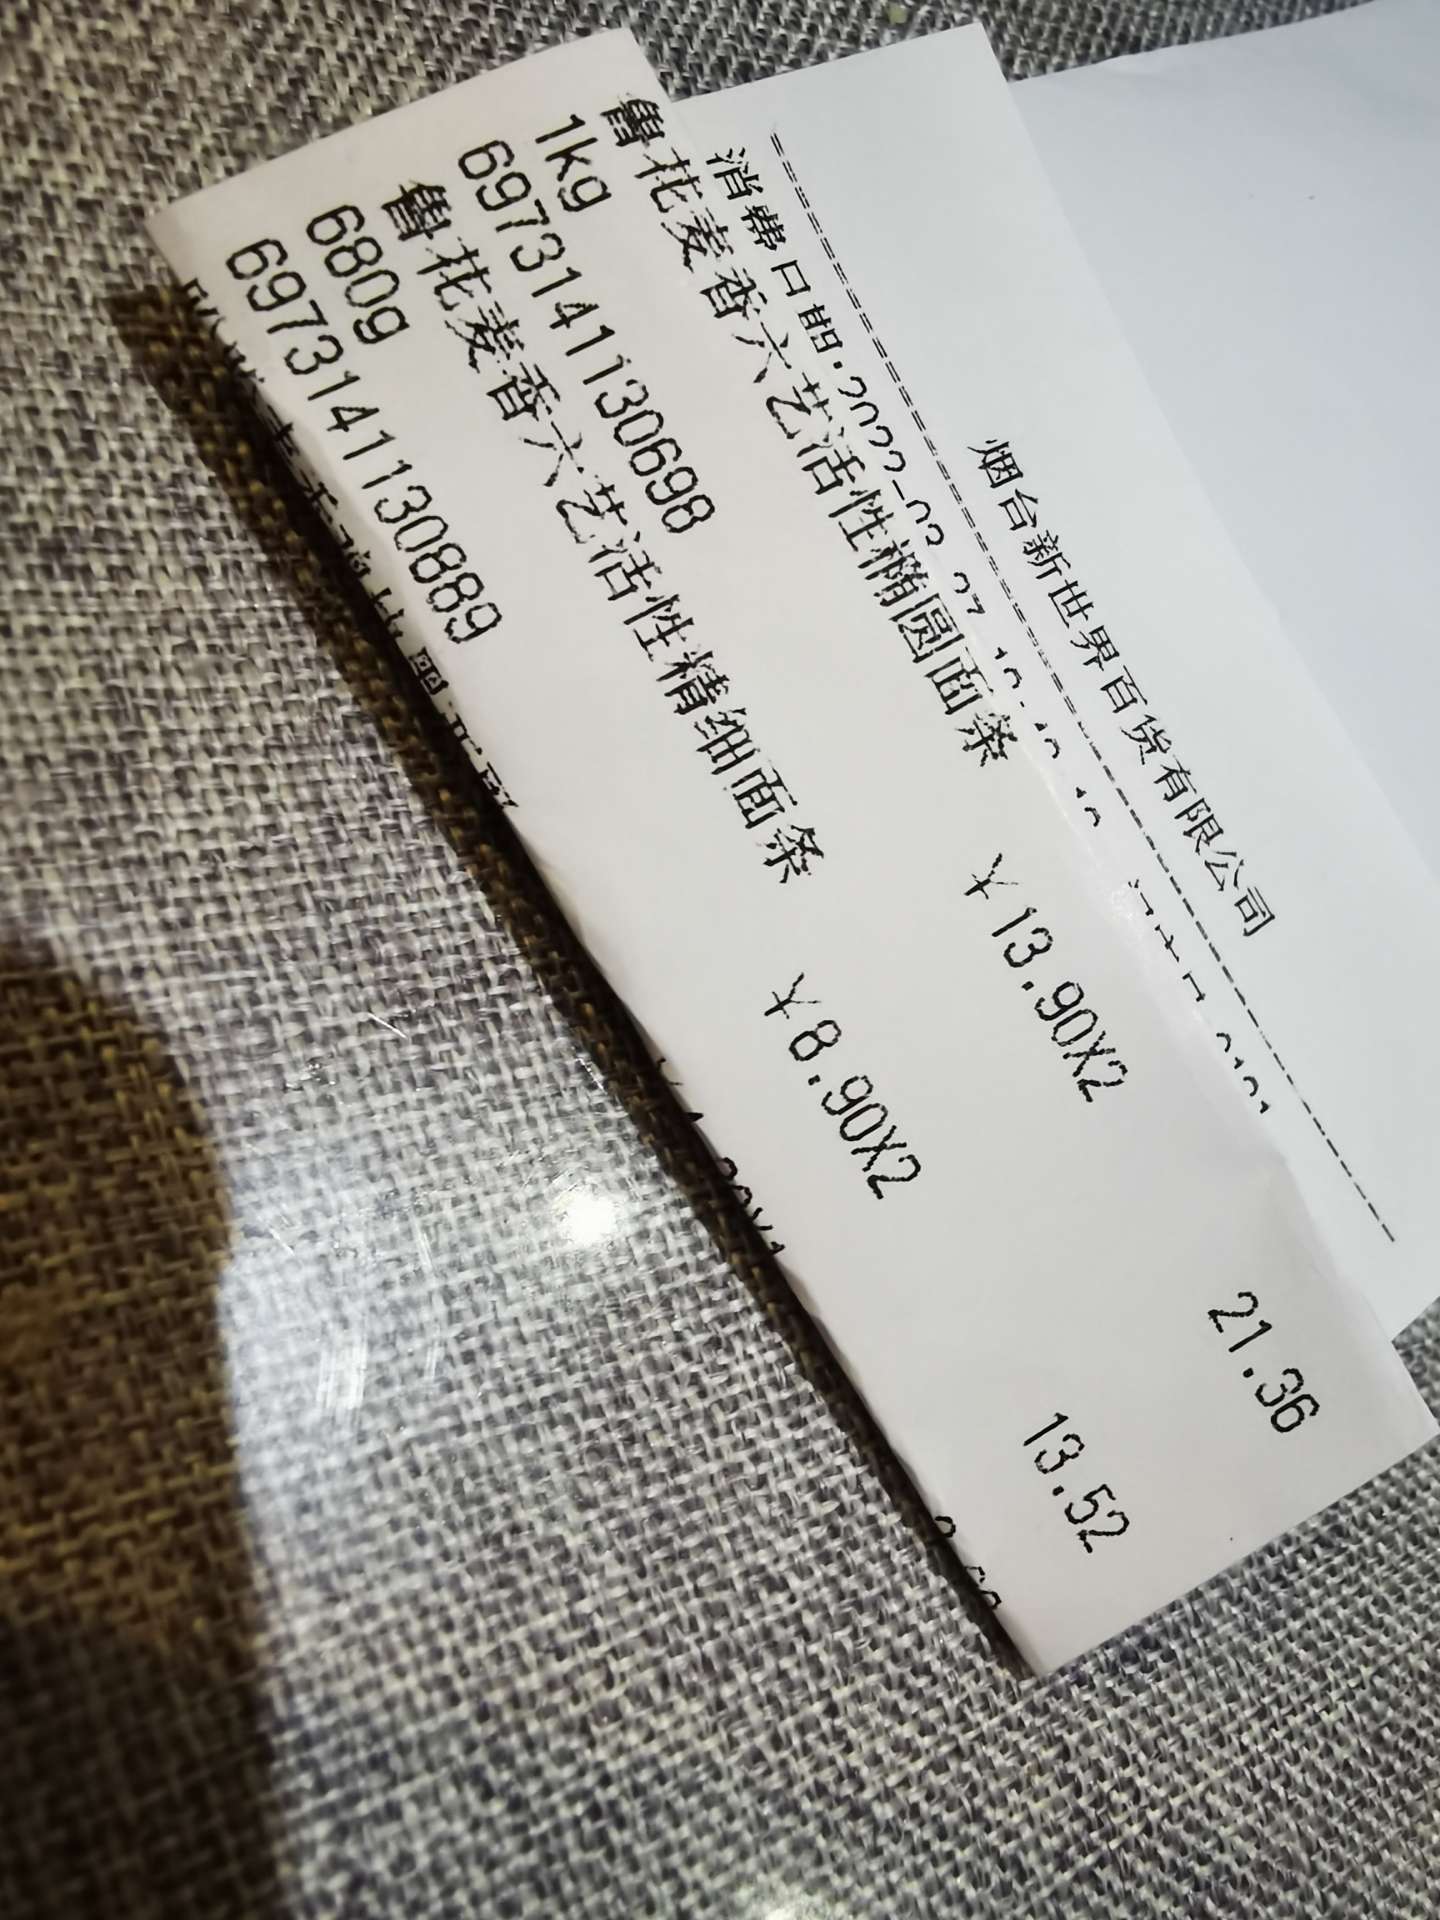 烟台新世界百货有限公司
消费日期:2022-03
鲁花麦香六艺活性椭圆面条 ￥13.90X2 21.36
1kg
6973141130698
鲁花麦香六艺活性精细面条 ￥8.90X2 13.52
680g
6973141130889